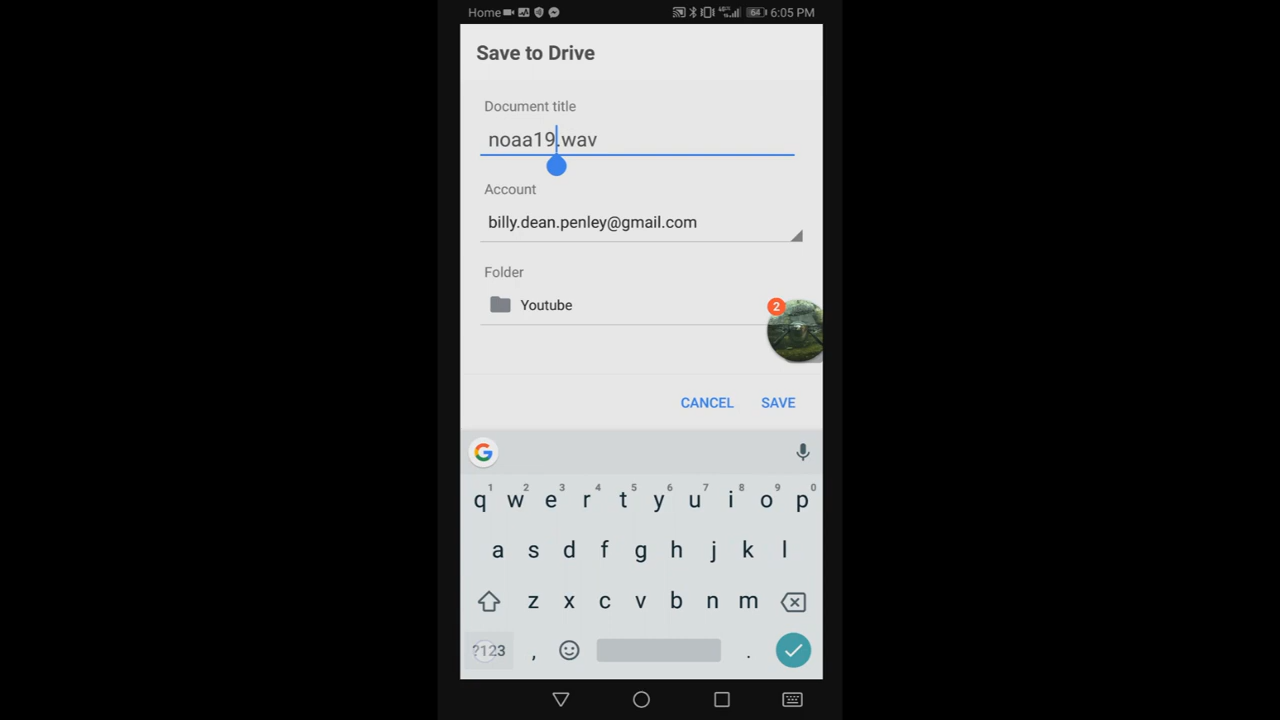 Home 64 6:05 PM
Save to Drive
Document title
noaa19.wav
Account
billy.dean.penley@gmail.com
Folder
Youtube
2
CANCEL SAVE
G
1 2 3 4 5 6 7 8 9 0
q w e r t y u i o p
a s d f g h j k l
z x c v b n m
?123 , .